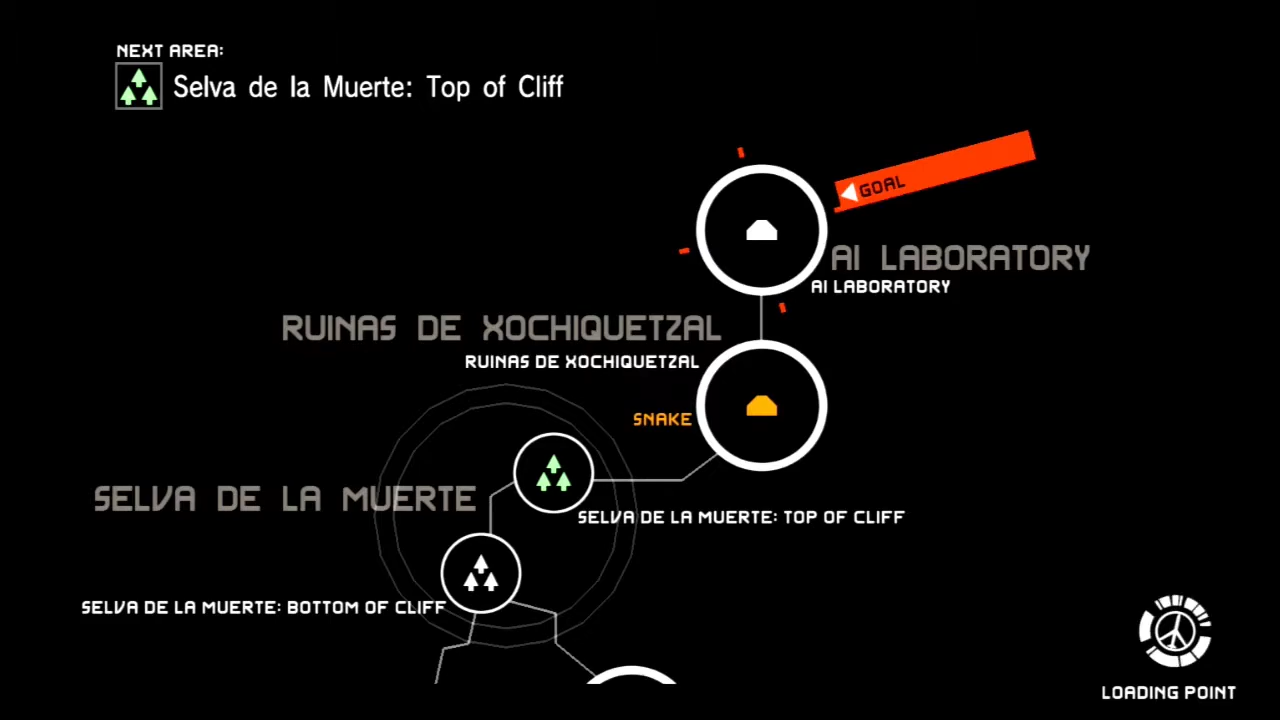 NEXT AREA:
Selva de la Muerte: Top of Cliff
GOAL
AI LABORATORY
AI LABORATORY
RUINAS DE XOCHIQUETZAL
RUINAS DE XOCHIQUETZAL
SNAKE
SELVA DE LA MUERTE
SELVA DE LA MUERTE: TOP OF CLIFF
SELVA DE LA MUERTE: BOTTOM OF CLIFF
LOADING POINT